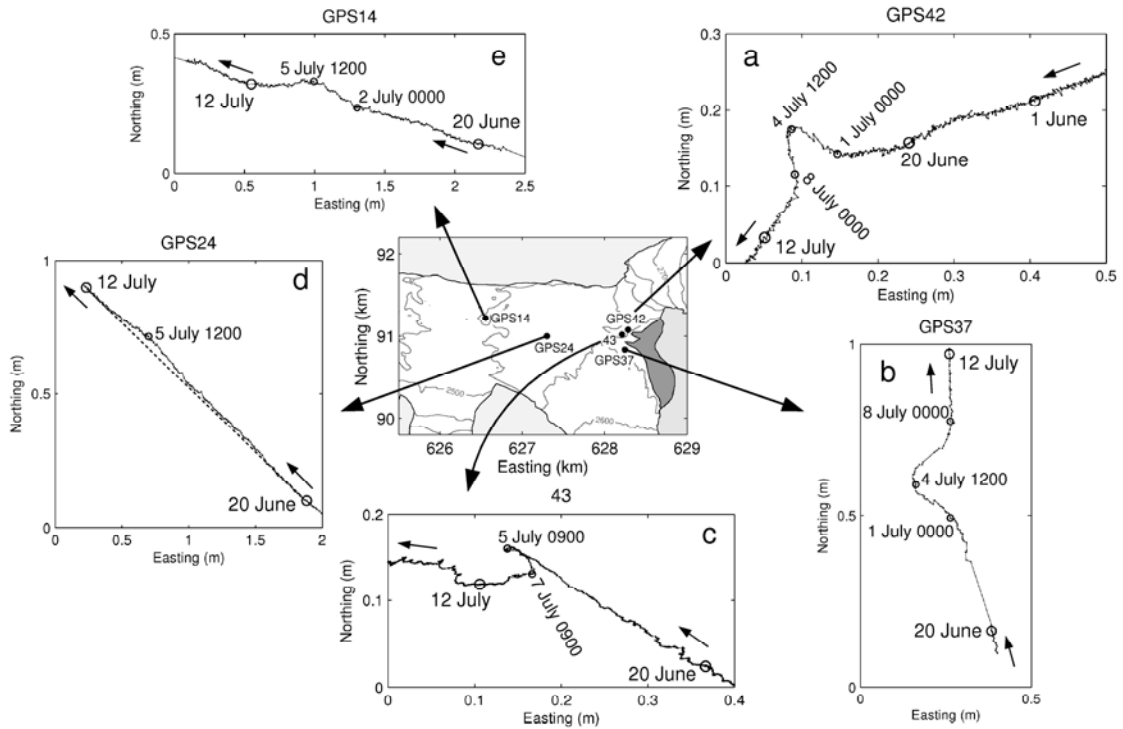 GPS14
e
0.5
0
Northing (m)
5 July 1200
2 July 0000
12 July
20 June
0 0.5 1 1.5 2 2.5
Easting (m)
GPS42
a
0.3
0.2
0.1
0
Northing (m)
4 July 1200
1 July 0000
1 June
20 June
8 July 0000
12 July
0 0.1 0.2 0.3 0.4 0.5
Easting (m)
GPS24
d
1
0.5
0
Northing (m)
12 July
5 July 1200
20 June
0 0.5 1 1.5 2
Easting (m)
92
91
90
Northing (km)
2700
GPS14
GPS42
43
GPS24
GPS37
2500
2600
626 627 628 629
Easting (km)
GPS37
b
1
0.5
0
Northing (m)
12 July
8 July 0000
4 July 1200
1 July 0000
20 June
0 0.5
Easting (m)
43
c
0.2
0.1
0
Northing (m)
5 July 0900
7 July 0900
12 July
20 June
0 0.1 0.2 0.3 0.4
Easting (m)